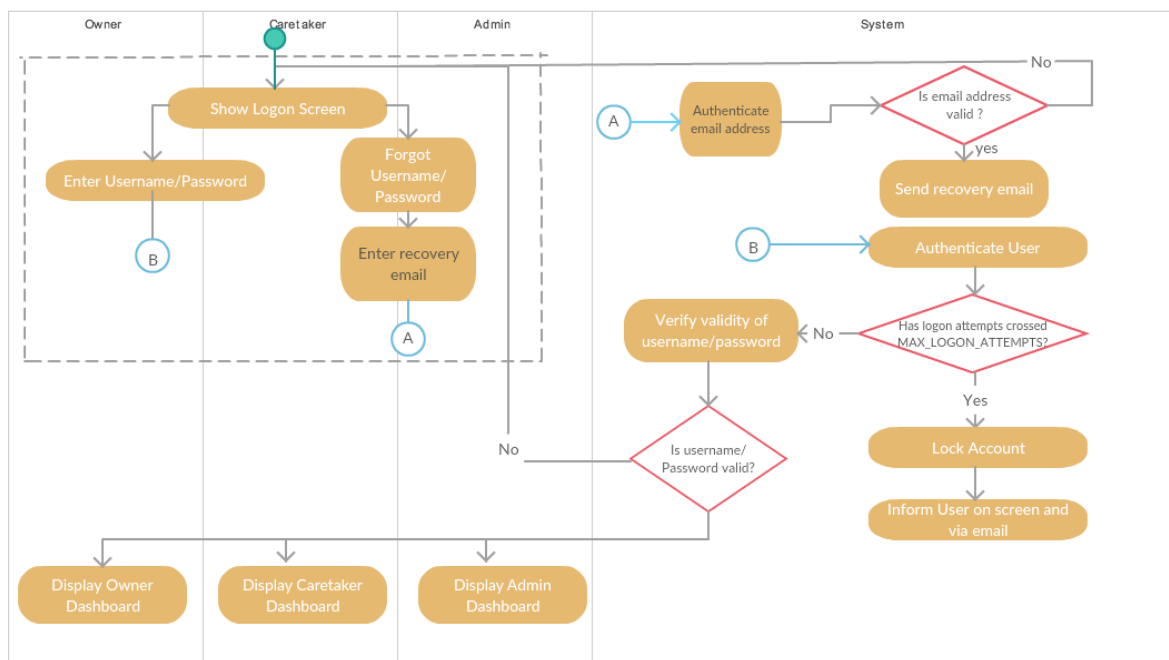 Owner
Caretaker
Admin
System
No
Show Logon Screen
Is email address
valid ?
A
Authenticate
email address
yes
Forgot
Username/
Password
Enter Username/Password
Send recovery email
B
Enter recovery
email
B
Authenticate User
A
Verify validity of
username/password
No
Has logon attempts crossed
MAX_LOGON_ATTEMPTS?
Yes
No
Is username/
Password valid?
Lock Account
Inform User on screen and
via email
Display Owner
Dashboard
Display Caretaker
Dashboard
Display Admin
Dashboard